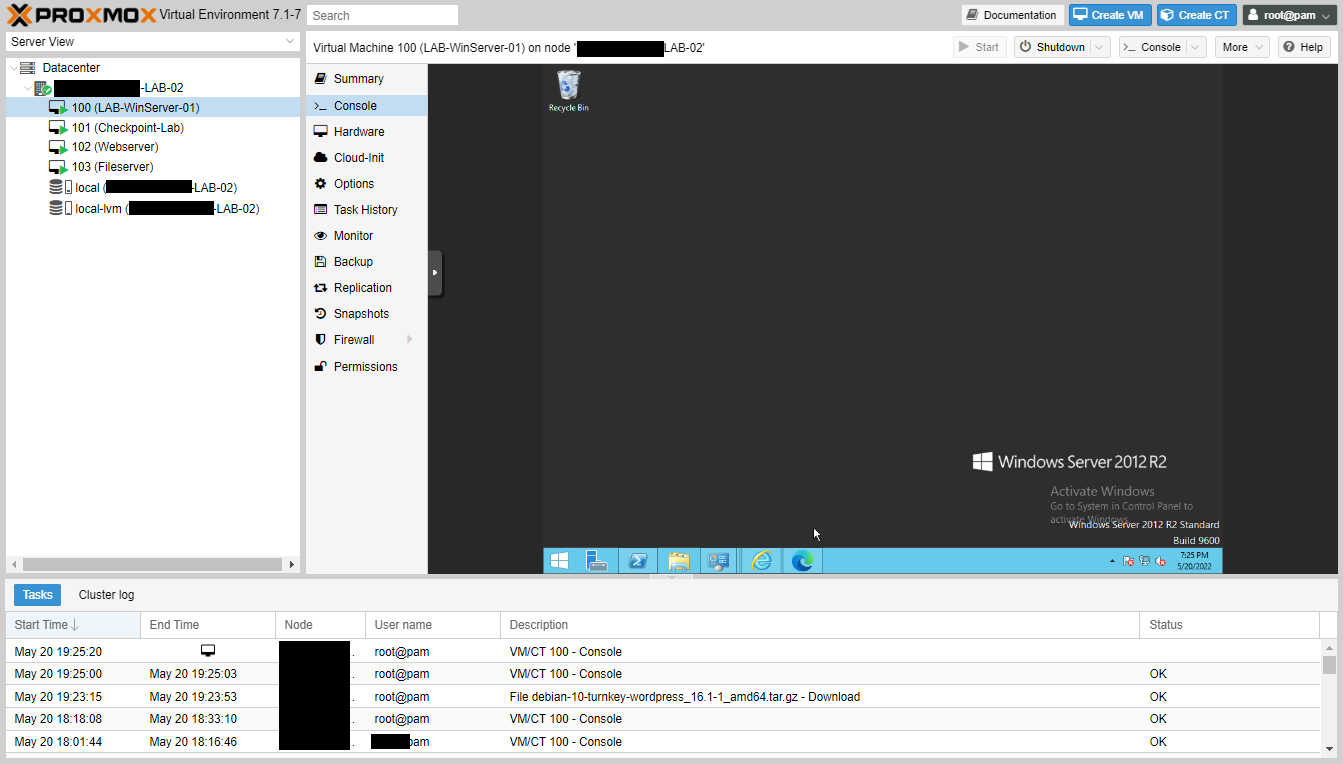 PROXMOX Virtual Environment 7.1-7 Search Documentation Create VM Create CT root@pam
Server View
Virtual Machine 100 (LAB-WinServer-01) on node ' LAB-02' Start Shutdown Console More Help
Datacenter
-LAB-02
100 (LAB-WinServer-01)
101 (Checkpoint-Lab)
102 (Webserver)
103 (Fileserver)
local ( -LAB-02)
local-lvm ( -LAB-02)
Summary
Console
Hardware
Cloud-Init
Options
Task History
Monitor
Backup
Replication
Snapshots
Firewall
Permissions
Recycle Bin
Windows Server 2012 R2
Activate Windows
Go to System in Control Panel to
activate Windows.
Windows Server 2012 R2 Standard
Build 9600
7:25 PM
5/20/2022
Tasks Cluster log
Start Time End Time Node User name Description Status
May 20 19:25:20 . root@pam VM/CT 100 - Console
May 20 19:25:00 May 20 19:25:03 . root@pam VM/CT 100 - Console OK
May 20 19:23:15 May 20 19:23:53 . root@pam File debian-10-turnkey-wordpress_16.1-1_amd64.tar.gz - Download OK
May 20 18:18:08 May 20 18:33:10 . root@pam VM/CT 100 - Console OK
May 20 18:01:44 May 20 18:16:46 . pam VM/CT 100 - Console OK